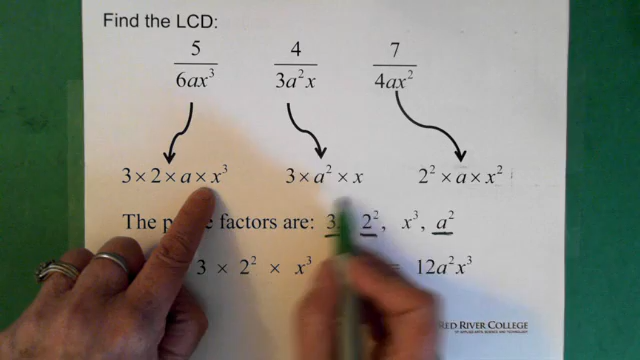 Find the LCD:
5/6ax³ 4/3a²x 7/4ax²
3 × 2 × a × x³ 3 × a² × x 2² × a × x²
The factors are: 3, 2², x³, a²
3 × 2² × x³ = 12a²x³
RED RIVER COLLEGE